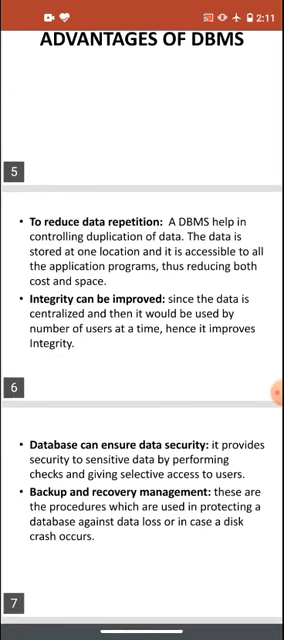 2:11
ADVANTAGES OF DBMS
5
• To reduce data repetition: A DBMS help in
controlling duplication of data. The data is
stored at one location and it is accessible to all
the application programs, thus reducing both
cost and space.
• Integrity can be improved: since the data is
centralized and then it would be used by
number of users at a time, hence it improves
Integrity.
6
• Database can ensure data security: it provides
security to sensitive data by performing
checks and giving selective access to users.
• Backup and recovery management: these are
the procedures which are used in protecting a
database against data loss or in case a disk
crash occurs.
7